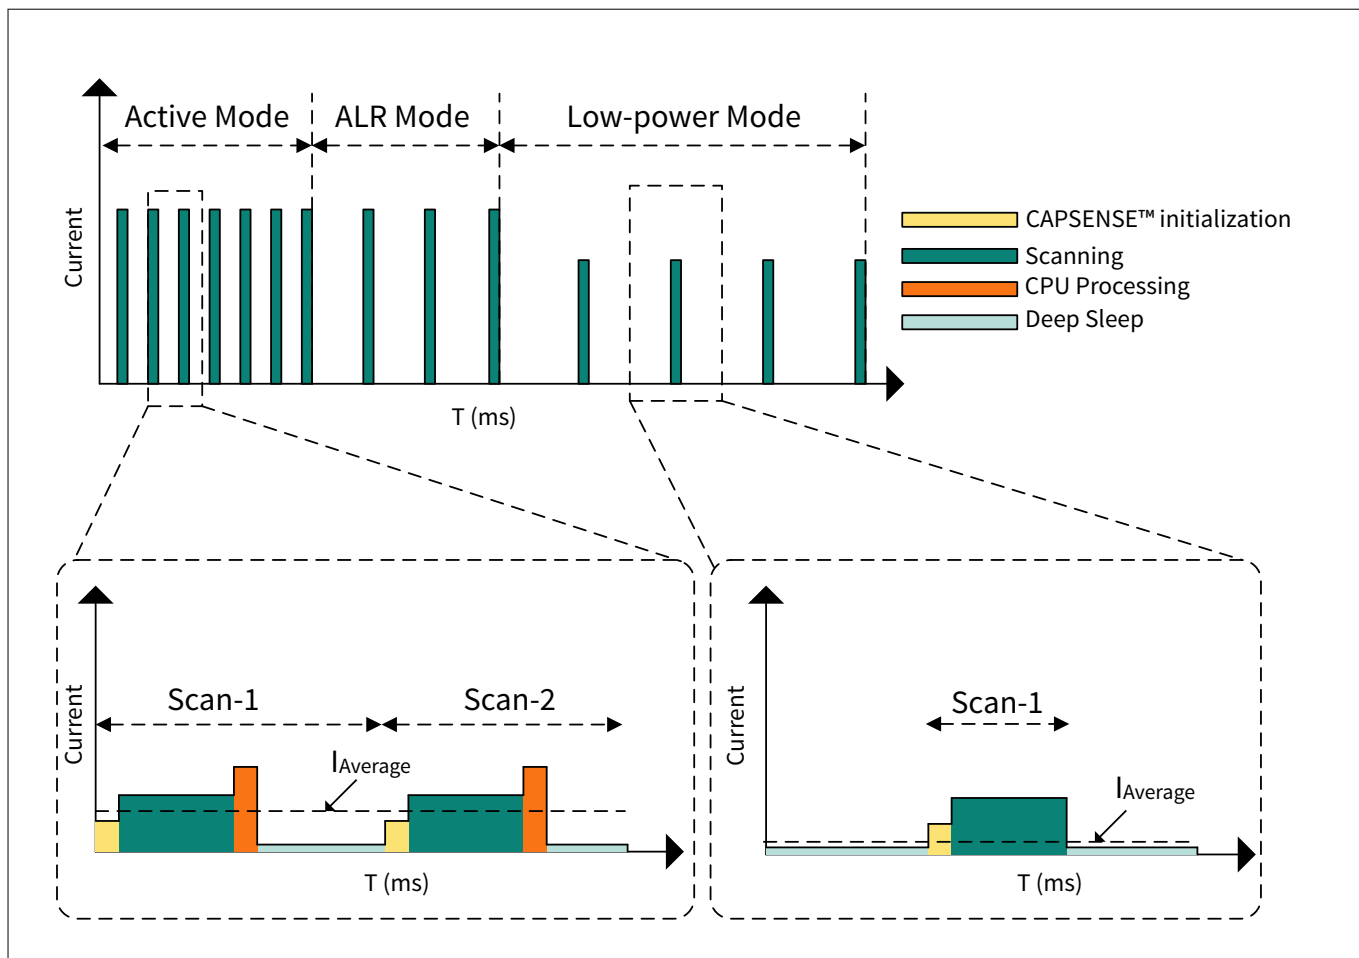 Active Mode
ALR Mode
Low-power Mode
Current
T (ms)
CAPSENSE™ initialization
Scanning
CPU Processing
Deep Sleep
Current
Scan-1
Scan-2
IAverage
T (ms)
Current
Scan-1
IAverage
T (ms)